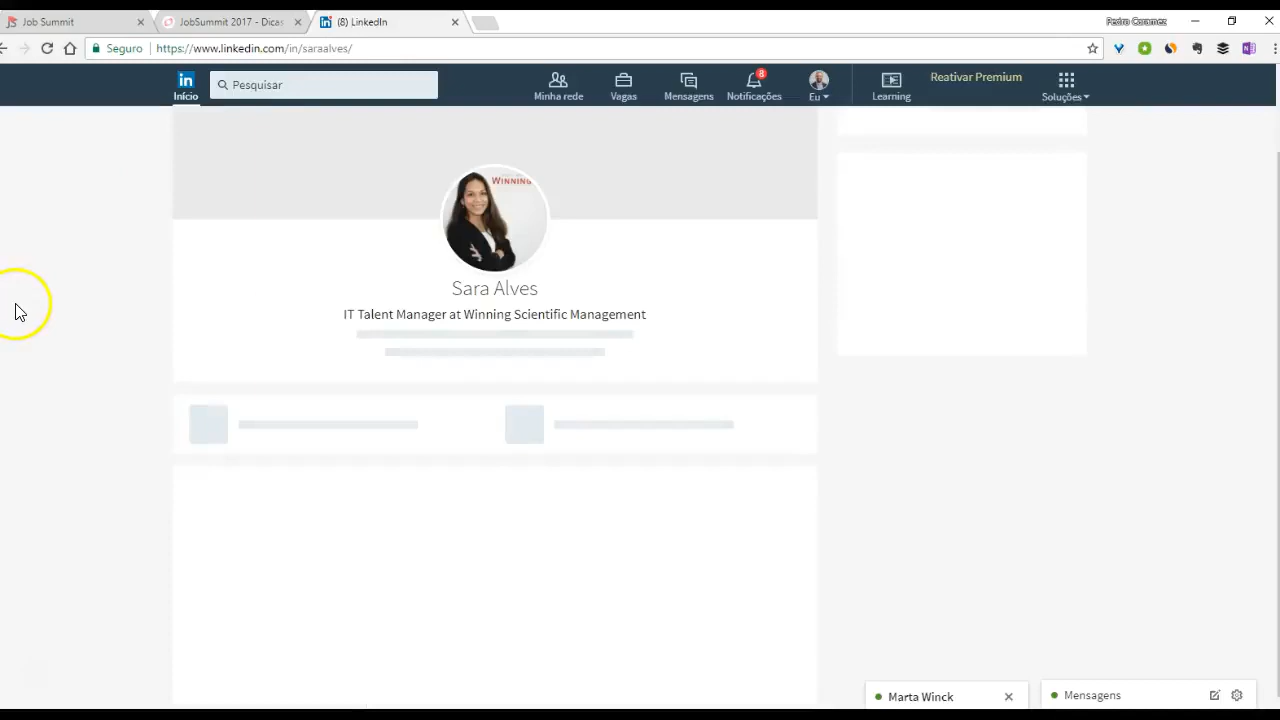 Job Summit
JobSummit 2017 - Dicas
(8) LinkedIn
Pedro Caramez
Seguro
https://www.linkedin.com/in/saraalves/
in
Início
Pesquisar
Minha rede
Vagas
Mensagens
8
Notificações
Eu
Learning
Reativar Premium
Soluções
WINNING
Sara Alves
IT Talent Manager at Winning Scientific Management
Marta Winck
Mensagens